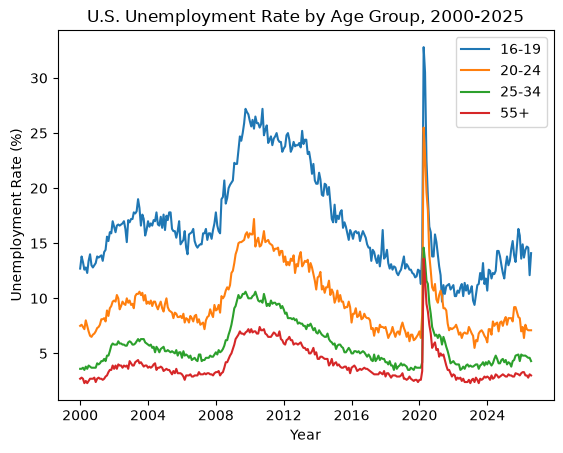 U.S. Unemployment Rate by Age Group, 2000-2025
16-19
20-24
25-34
55+
Unemployment Rate (%)
30
25
20
15
10
5
2000 2004 2008 2012 2016 2020 2024
Year